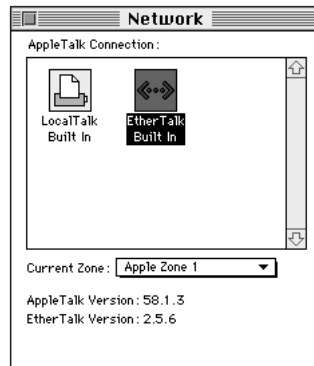 Network
AppleTalk Connection:
LocalTalk
Built In
EtherTalk
Built In
Current Zone: Apple Zone 1
AppleTalk Version: 58.1.3
EtherTalk Version: 2.5.6